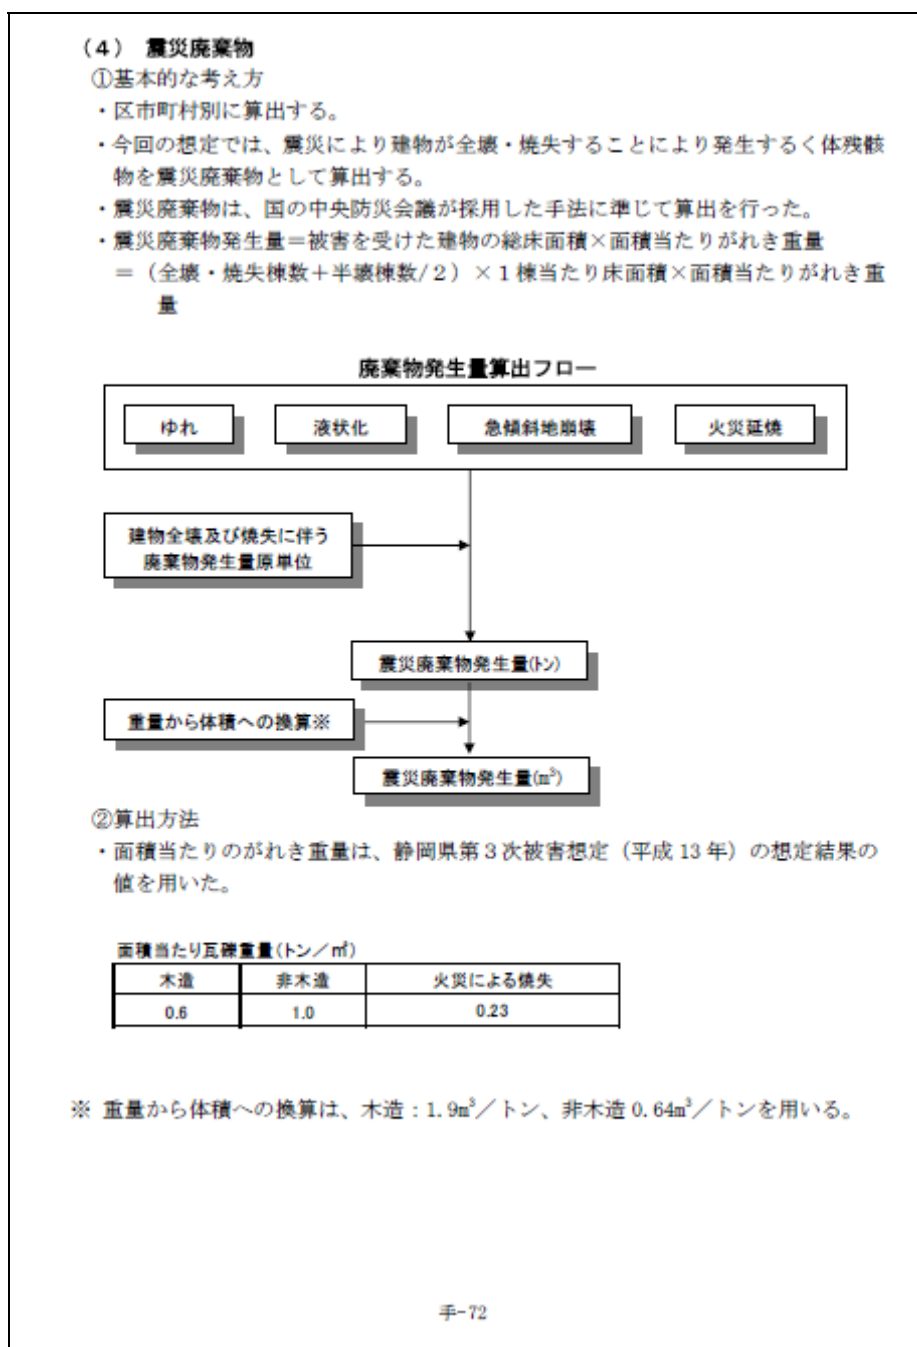 (4) 震災廃棄物
①基本的な考え方
・区市町村別に算出する。
・今回の想定では、震災により建物が全壊・焼失することにより発生するく体残骸
物を震災廃棄物として算出する。
・震災廃棄物は、国の中央防災会議が採用した手法に準じて算出を行った。
・震災廃棄物発生量＝被害を受けた建物の総床面積×面積当たりがれき重量
＝（全壊・焼失棟数＋半壊棟数/２）×１棟当たり床面積×面積当たりがれき重
量
廃棄物発生量算出フロー
ゆれ 液状化 急傾斜地崩壊 火災延焼
建物全壊及び焼失に伴う
廃棄物発生量原単位
震災廃棄物発生量(トン)
重量から体積への換算※
震災廃棄物発生量(m³)
②算出方法
・面積当たりのがれき重量は、静岡県第３次被害想定（平成 13 年）の想定結果の
値を用いた。
面積当たり瓦礫重量(トン／㎡)
木造 非木造 火災による焼失
0.6 1.0 0.23
※ 重量から体積への換算は、木造：1.9m³／トン、非木造 0.64m³／トンを用いる。
手-72